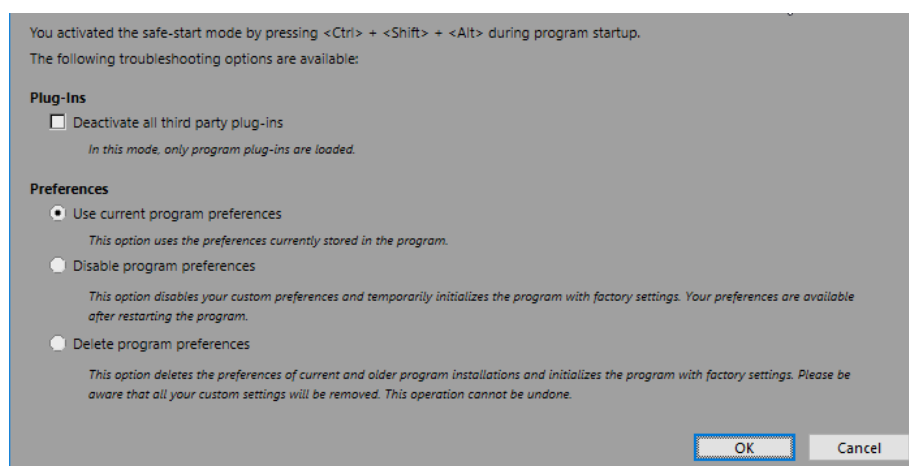 You activated the safe-start mode by pressing <Ctrl> + <Shift> + <Alt> during program startup.
The following troubleshooting options are available:
Plug-Ins
Deactivate all third party plug-ins
In this mode, only program plug-ins are loaded.
Preferences
Use current program preferences
This option uses the preferences currently stored in the program.
Disable program preferences
This option disables your custom preferences and temporarily initializes the program with factory settings. Your preferences are available
after restarting the program.
Delete program preferences
This option deletes the preferences of current and older program installations and initializes the program with factory settings. Please be
aware that all your custom settings will be removed. This operation cannot be undone.
OK Cancel